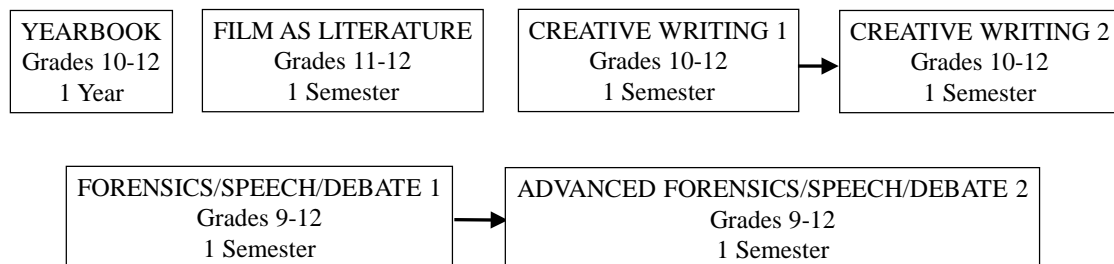 YEARBOOK
Grades 10-12
1 Year
FILM AS LITERATURE
Grades 11-12
1 Semester
CREATIVE WRITING 1
Grades 10-12
1 Semester
CREATIVE WRITING 2
Grades 10-12
1 Semester
FORENSICS/SPEECH/DEBATE 1
Grades 9-12
1 Semester
ADVANCED FORENSICS/SPEECH/DEBATE 2
Grades 9-12
1 Semester